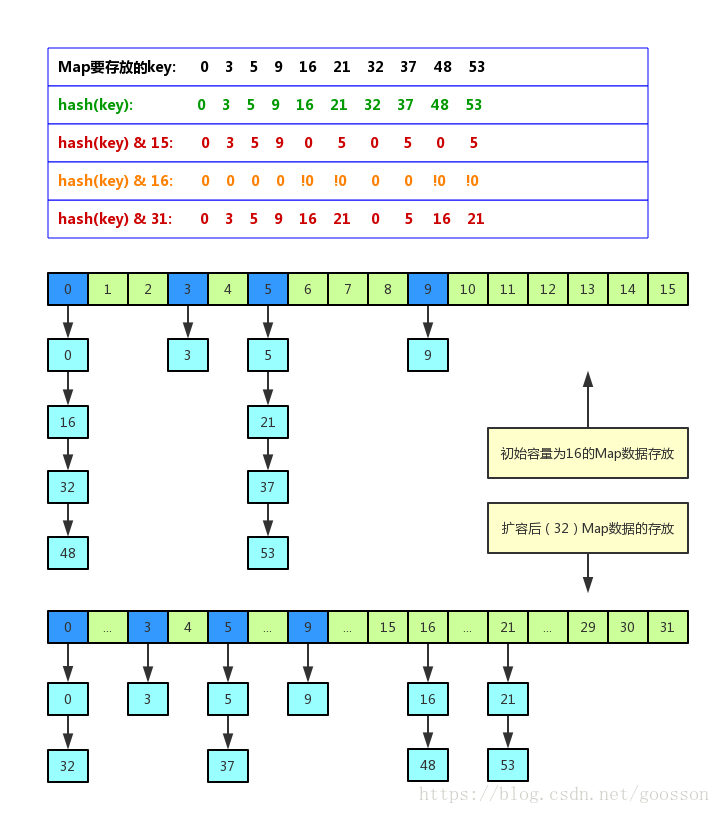 Map要存放的key: 0 3 5 9 16 21 32 37 48 53
hash(key): 0 3 5 9 16 21 32 37 48 53
hash(key) & 15: 0 3 5 9 0 5 0 5 0 5
hash(key) & 16: 0 0 0 0 !0 !0 0 0 !0 !0
hash(key) & 31: 0 3 5 9 16 21 0 5 16 21
0 1 2 3 4 5 6 7 8 9 10 11 12 13 14 15
0 3 5 9
16 21
初始容量为16的Map数据存放
32 37
扩容后（32）Map数据的存放
48 53
0 ... 3 4 5 ... 9 ... 15 16 ... 21 ... 29 30 31
0 3 5 9 16 21
32 37 48 53
https://blog.csdn.net/goosson